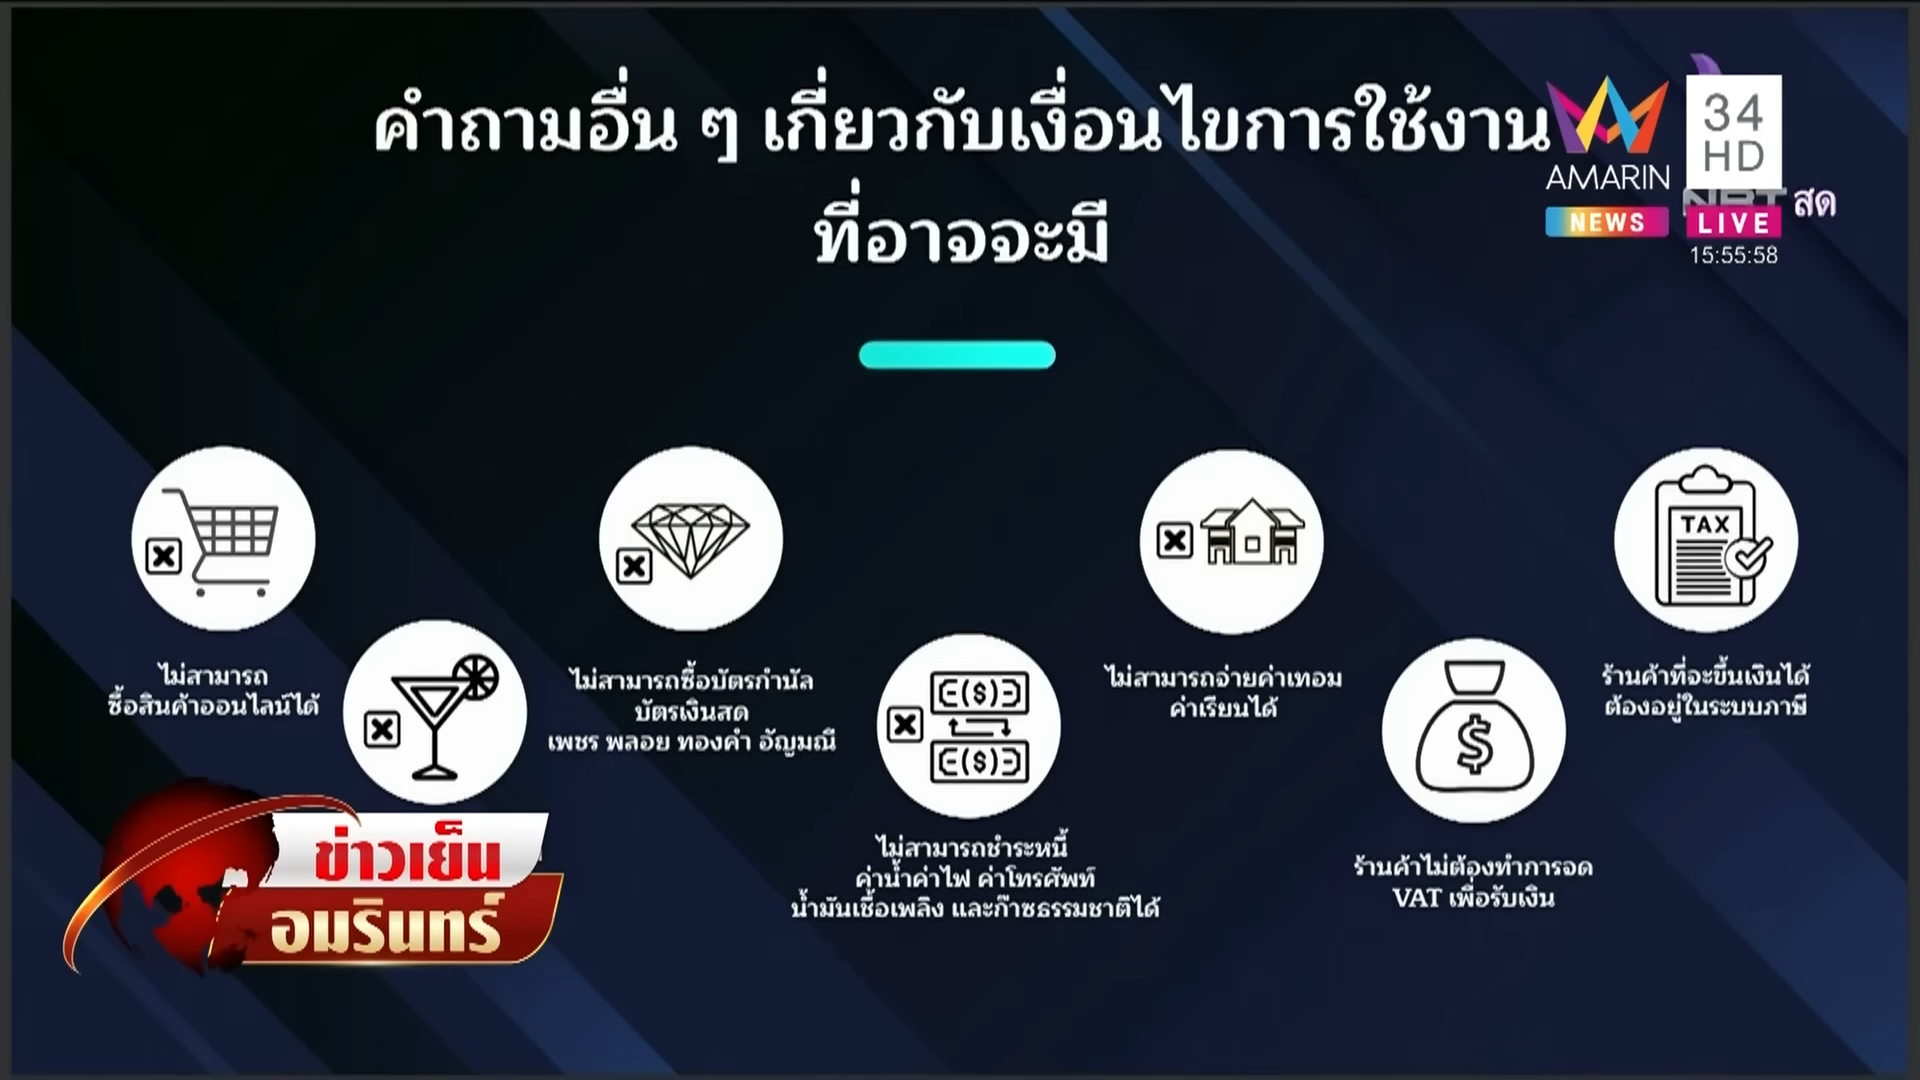 คำถามอื่น ๆ เกี่ยวกับเงื่อนไขการใช้งาน
ที่อาจจะมี
AMARIN
NEWS
34
HD
สด
LIVE
15:55:58
ไม่สามารถ
ซื้อสินค้าออนไลน์ได้
ไม่สามารถซื้อบัตรกำนัล
บัตรเงินสด
เพชร พลอย ทองคำ อัญมณี
ไม่สามารถชำระหนี้
ค่าน้ำค่าไฟ ค่าโทรศัพท์
น้ำมันเชื้อเพลิง และก๊าซธรรมชาติได้
ไม่สามารถจ่ายค่าเทอม
ค่าเรียนได้
ร้านค้าไม่ต้องทำการจด
VAT เพื่อรับเงิน
TAX
ร้านค้าที่จะขึ้นเงินได้
ต้องอยู่ในระบบภาษี
ข่าวเย็น
อมรินทร์